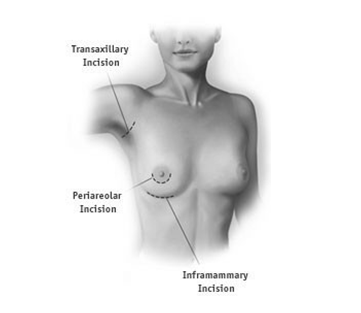 Transaxillary
Incision
Periareolar
Incision
Inframammary
Incision